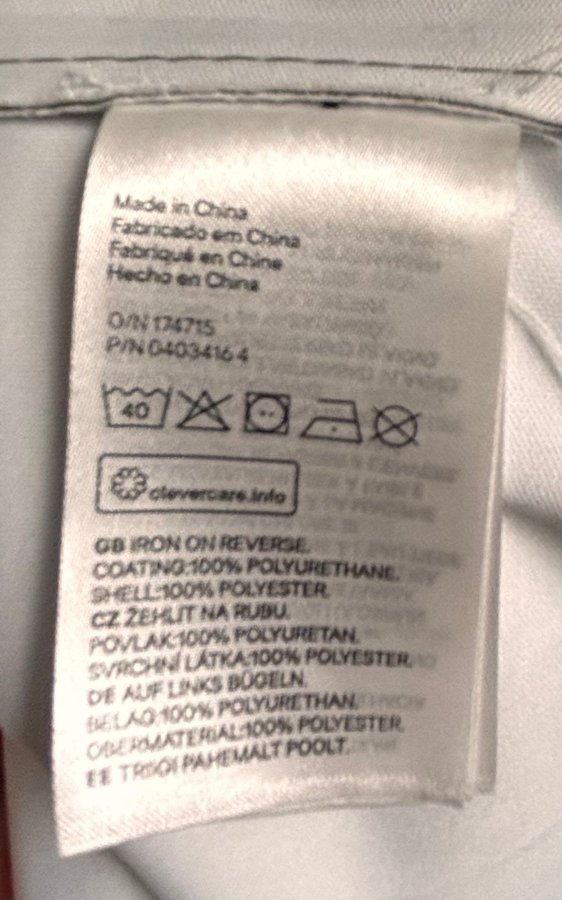 Made in China
Fabricado em China
Fabriqué en Chine
Hecho en China
O/N 174715
P/N 0403416 4
40
clevercare.info
GB IRON ON REVERSE.
COATING:100% POLYURETHANE.
SHELL:100% POLYESTER.
CZ ŽEHLIT NA RUBU.
POVLAK:100% POLYURETAN.
SVRCHNÍ LÁTKA:100% POLYESTER.
DE AUF LINKS BÜGELN.
BELAG:100% POLYURETHAN.
OBERMATERIAL:100% POLYESTER.
EE TRIIGI PAHEMALT POOLT.